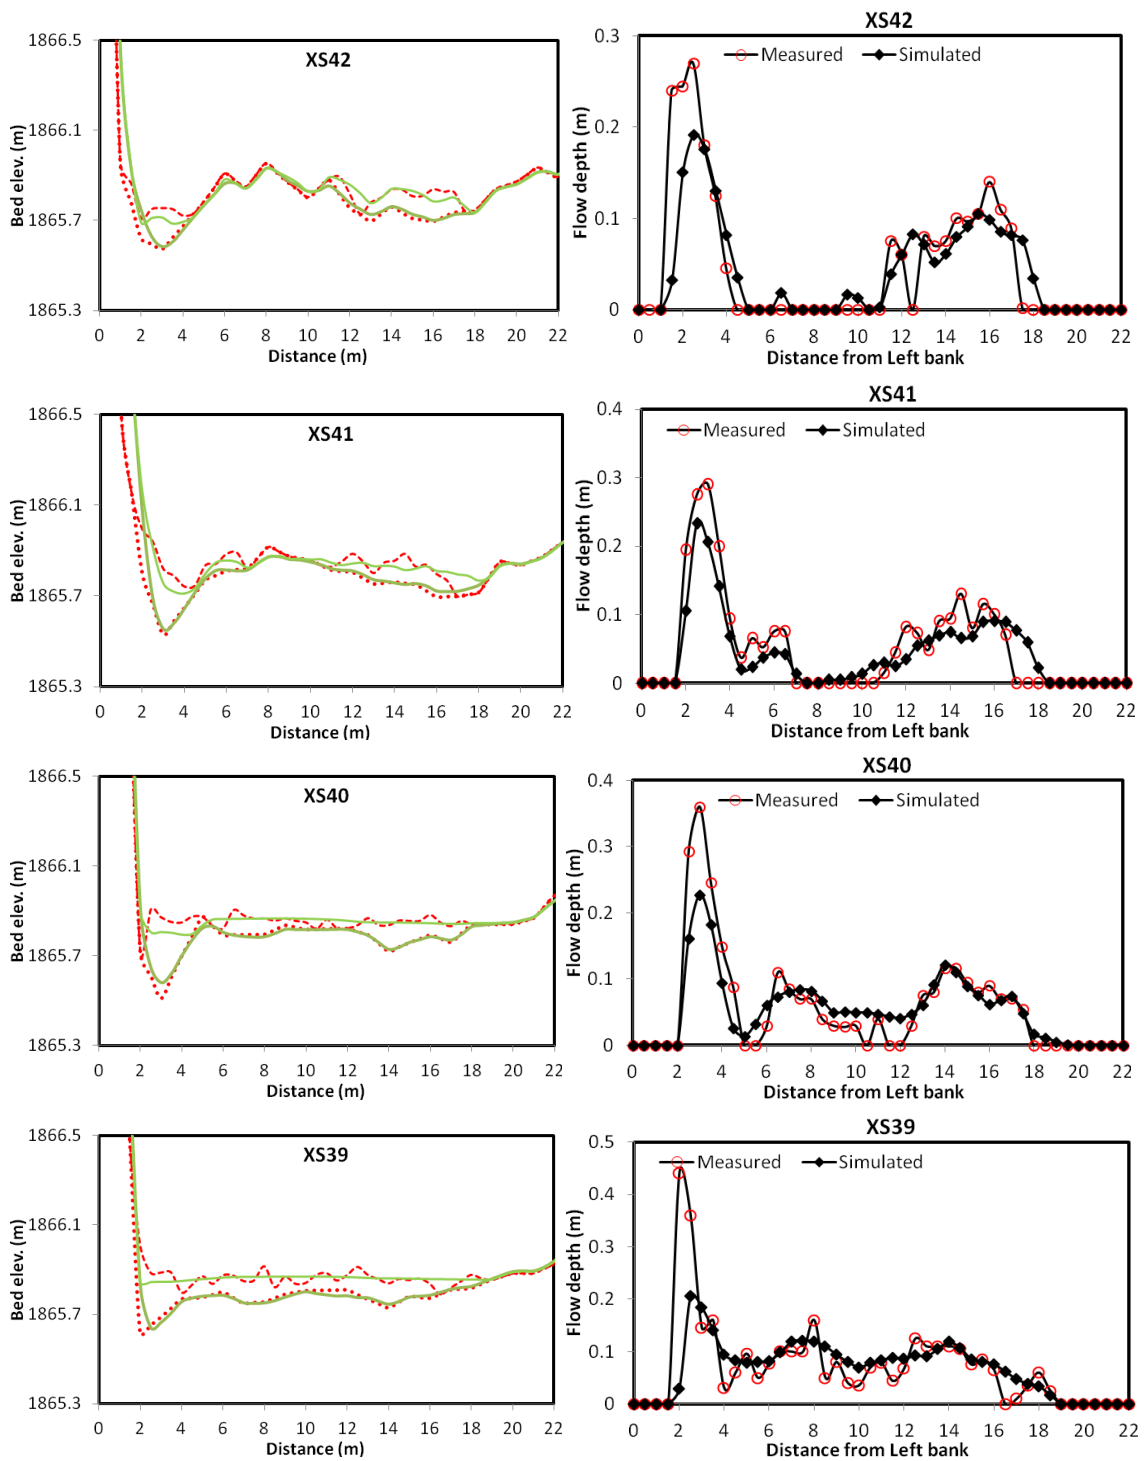 XS42
1866.5
1866.1
1865.7
1865.3
Bed elev. (m)
XS42
0 2 4 6 8 10 12 14 16 18 20 22
Distance (m)
0.3
0.2
0.1
0
Flow depth (m)
Measured Simulated
0 2 4 6 8 10 12 14 16 18 20 22
Distance from Left bank
XS41
1866.5
1866.1
1865.7
1865.3
Bed elev. (m)
XS41
0 2 4 6 8 10 12 14 16 18 20 22
Distance (m)
0.4
0.3
0.2
0.1
0
Flow depth (m)
Measured Simulated
0 2 4 6 8 10 12 14 16 18 20 22
Distance from Left bank
XS40
1866.5
1866.1
1865.7
1865.3
Bed elev. (m)
XS40
0 2 4 6 8 10 12 14 16 18 20 22
Distance (m)
0.4
0.3
0.2
0.1
0
Flow depth (m)
Measured Simulated
0 2 4 6 8 10 12 14 16 18 20 22
Distance from Left bank
XS39
1866.5
1866.1
1865.7
1865.3
Bed elev. (m)
XS39
0 2 4 6 8 10 12 14 16 18 20 22
Distance (m)
0.5
0.4
0.3
0.2
0.1
0
Flow depth (m)
Measured Simulated
0 2 4 6 8 10 12 14 16 18 20 22
Distance from Left bank